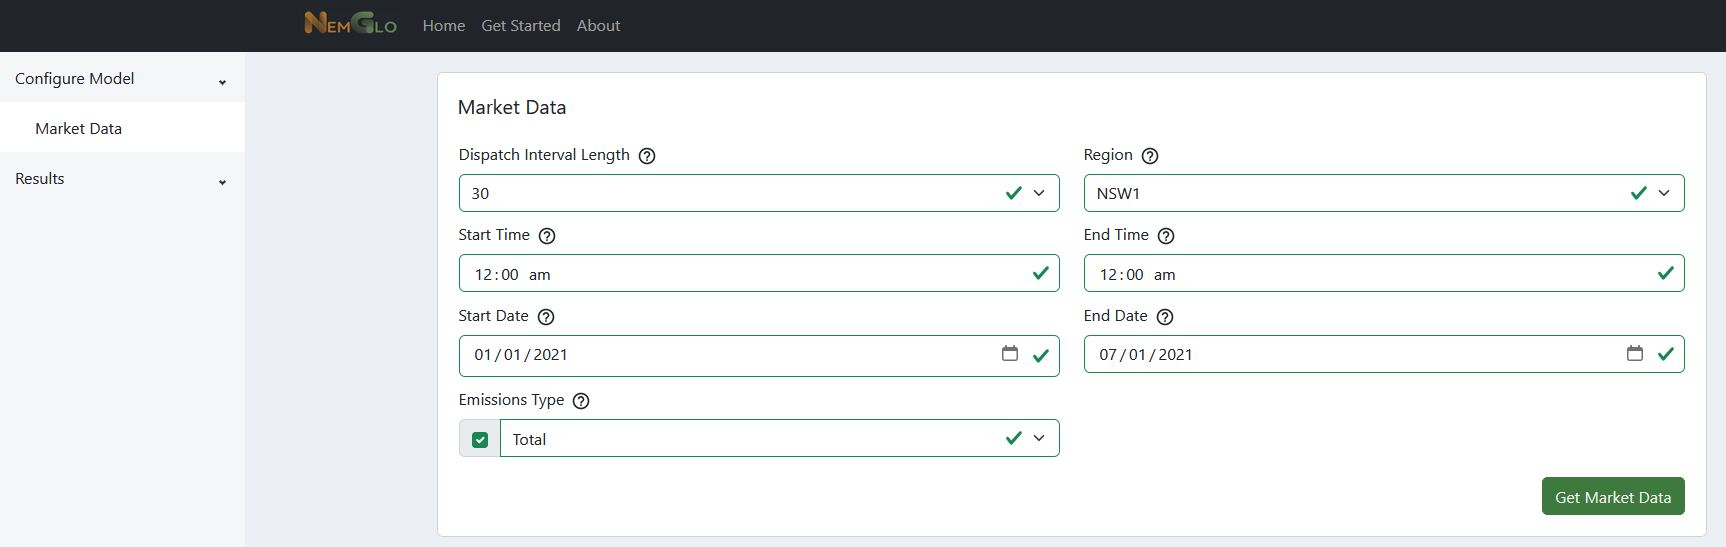 NEMGLO Home Get Started About
Configure Model
Market Data
Results
Market Data
Dispatch Interval Length Region
30 NSW1
Start Time End Time
12:00 am 12:00 am
Start Date End Date
01/01/2021 07/01/2021
Emissions Type
Total
Get Market Data